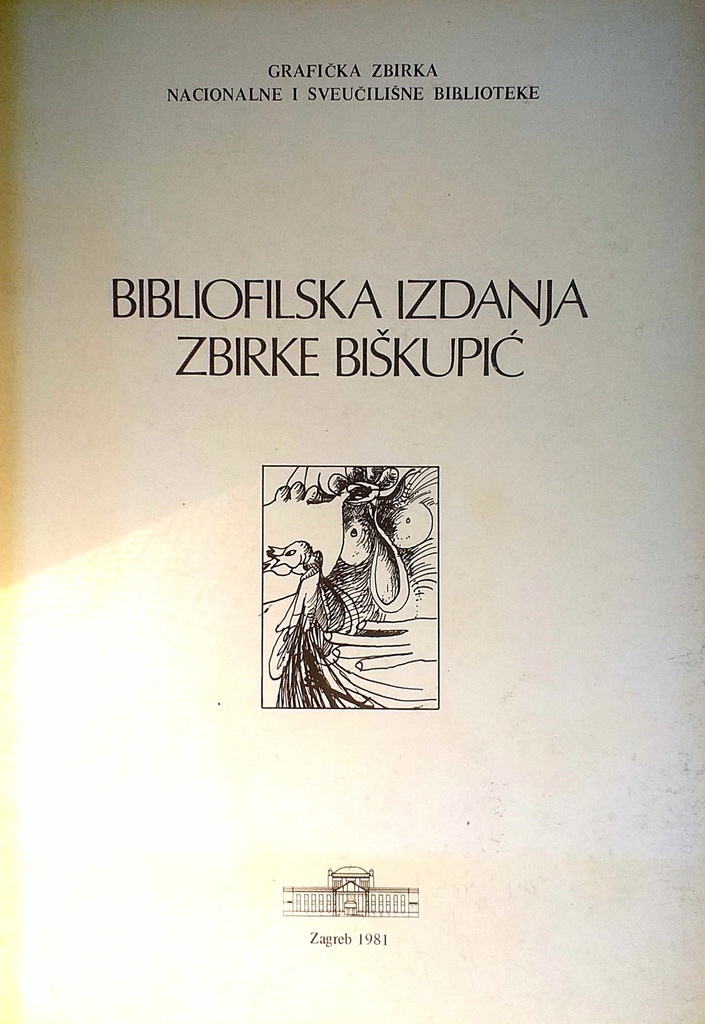 GRAFIČKA ZBIRKA
NACIONALNE I SVEUČILIŠNE BIBLIOTEKE
BIBLIOFILSKA IZDANJA
ZBIRKE BIŠKUPIĆ
Zagreb 1981